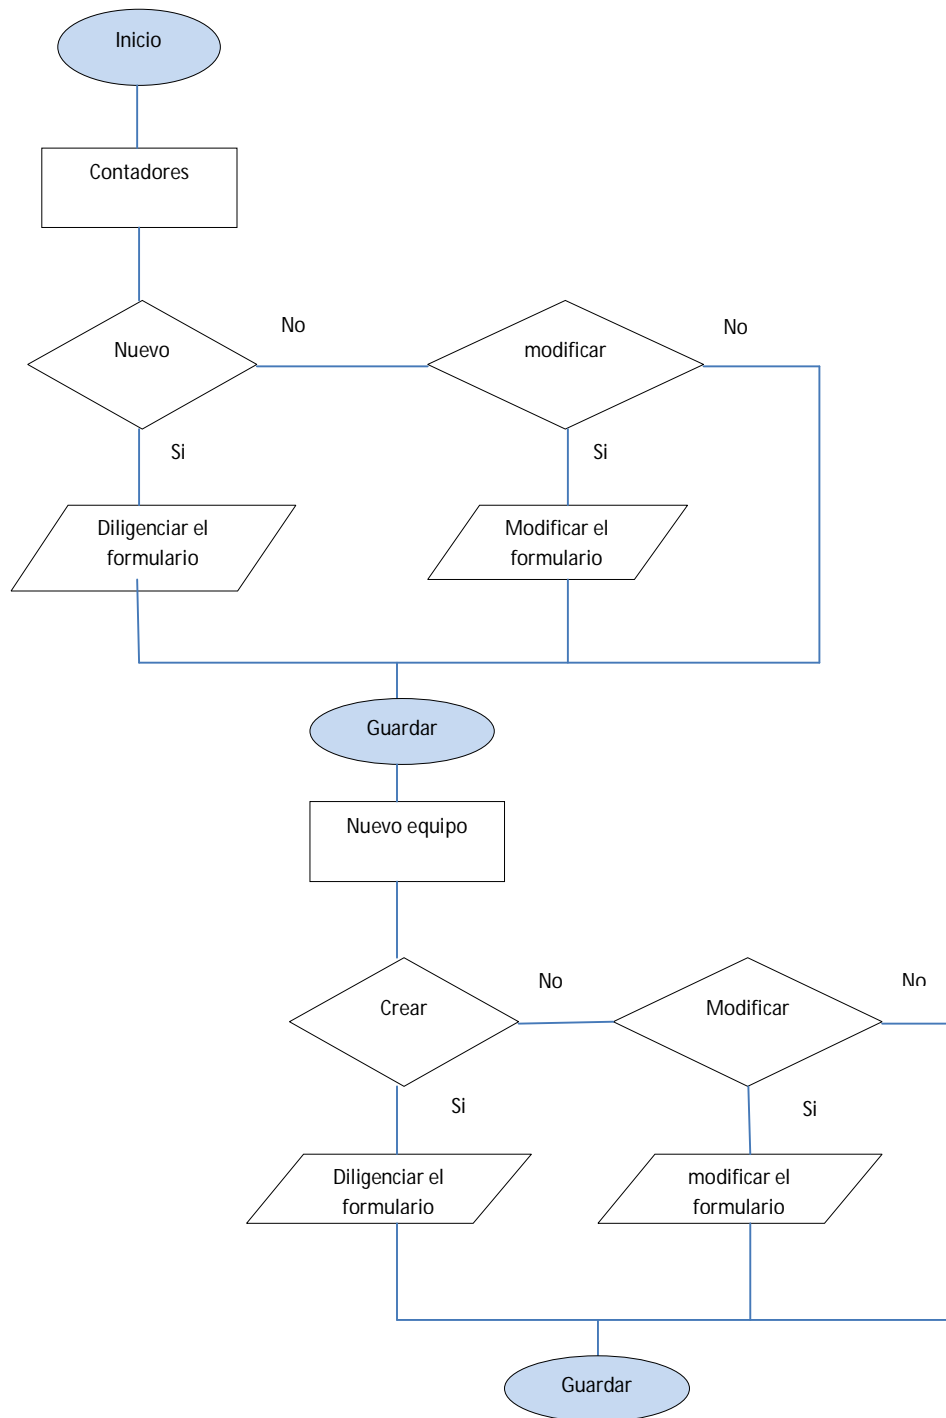 Inicio
Contadores
Nuevo
No
modificar
No
Si
Si
Diligenciar el
formulario
Modificar el
formulario
Guardar
Nuevo equipo
Crear
No
Modificar
No
Si
Si
Diligenciar el
formulario
modificar el
formulario
Guardar